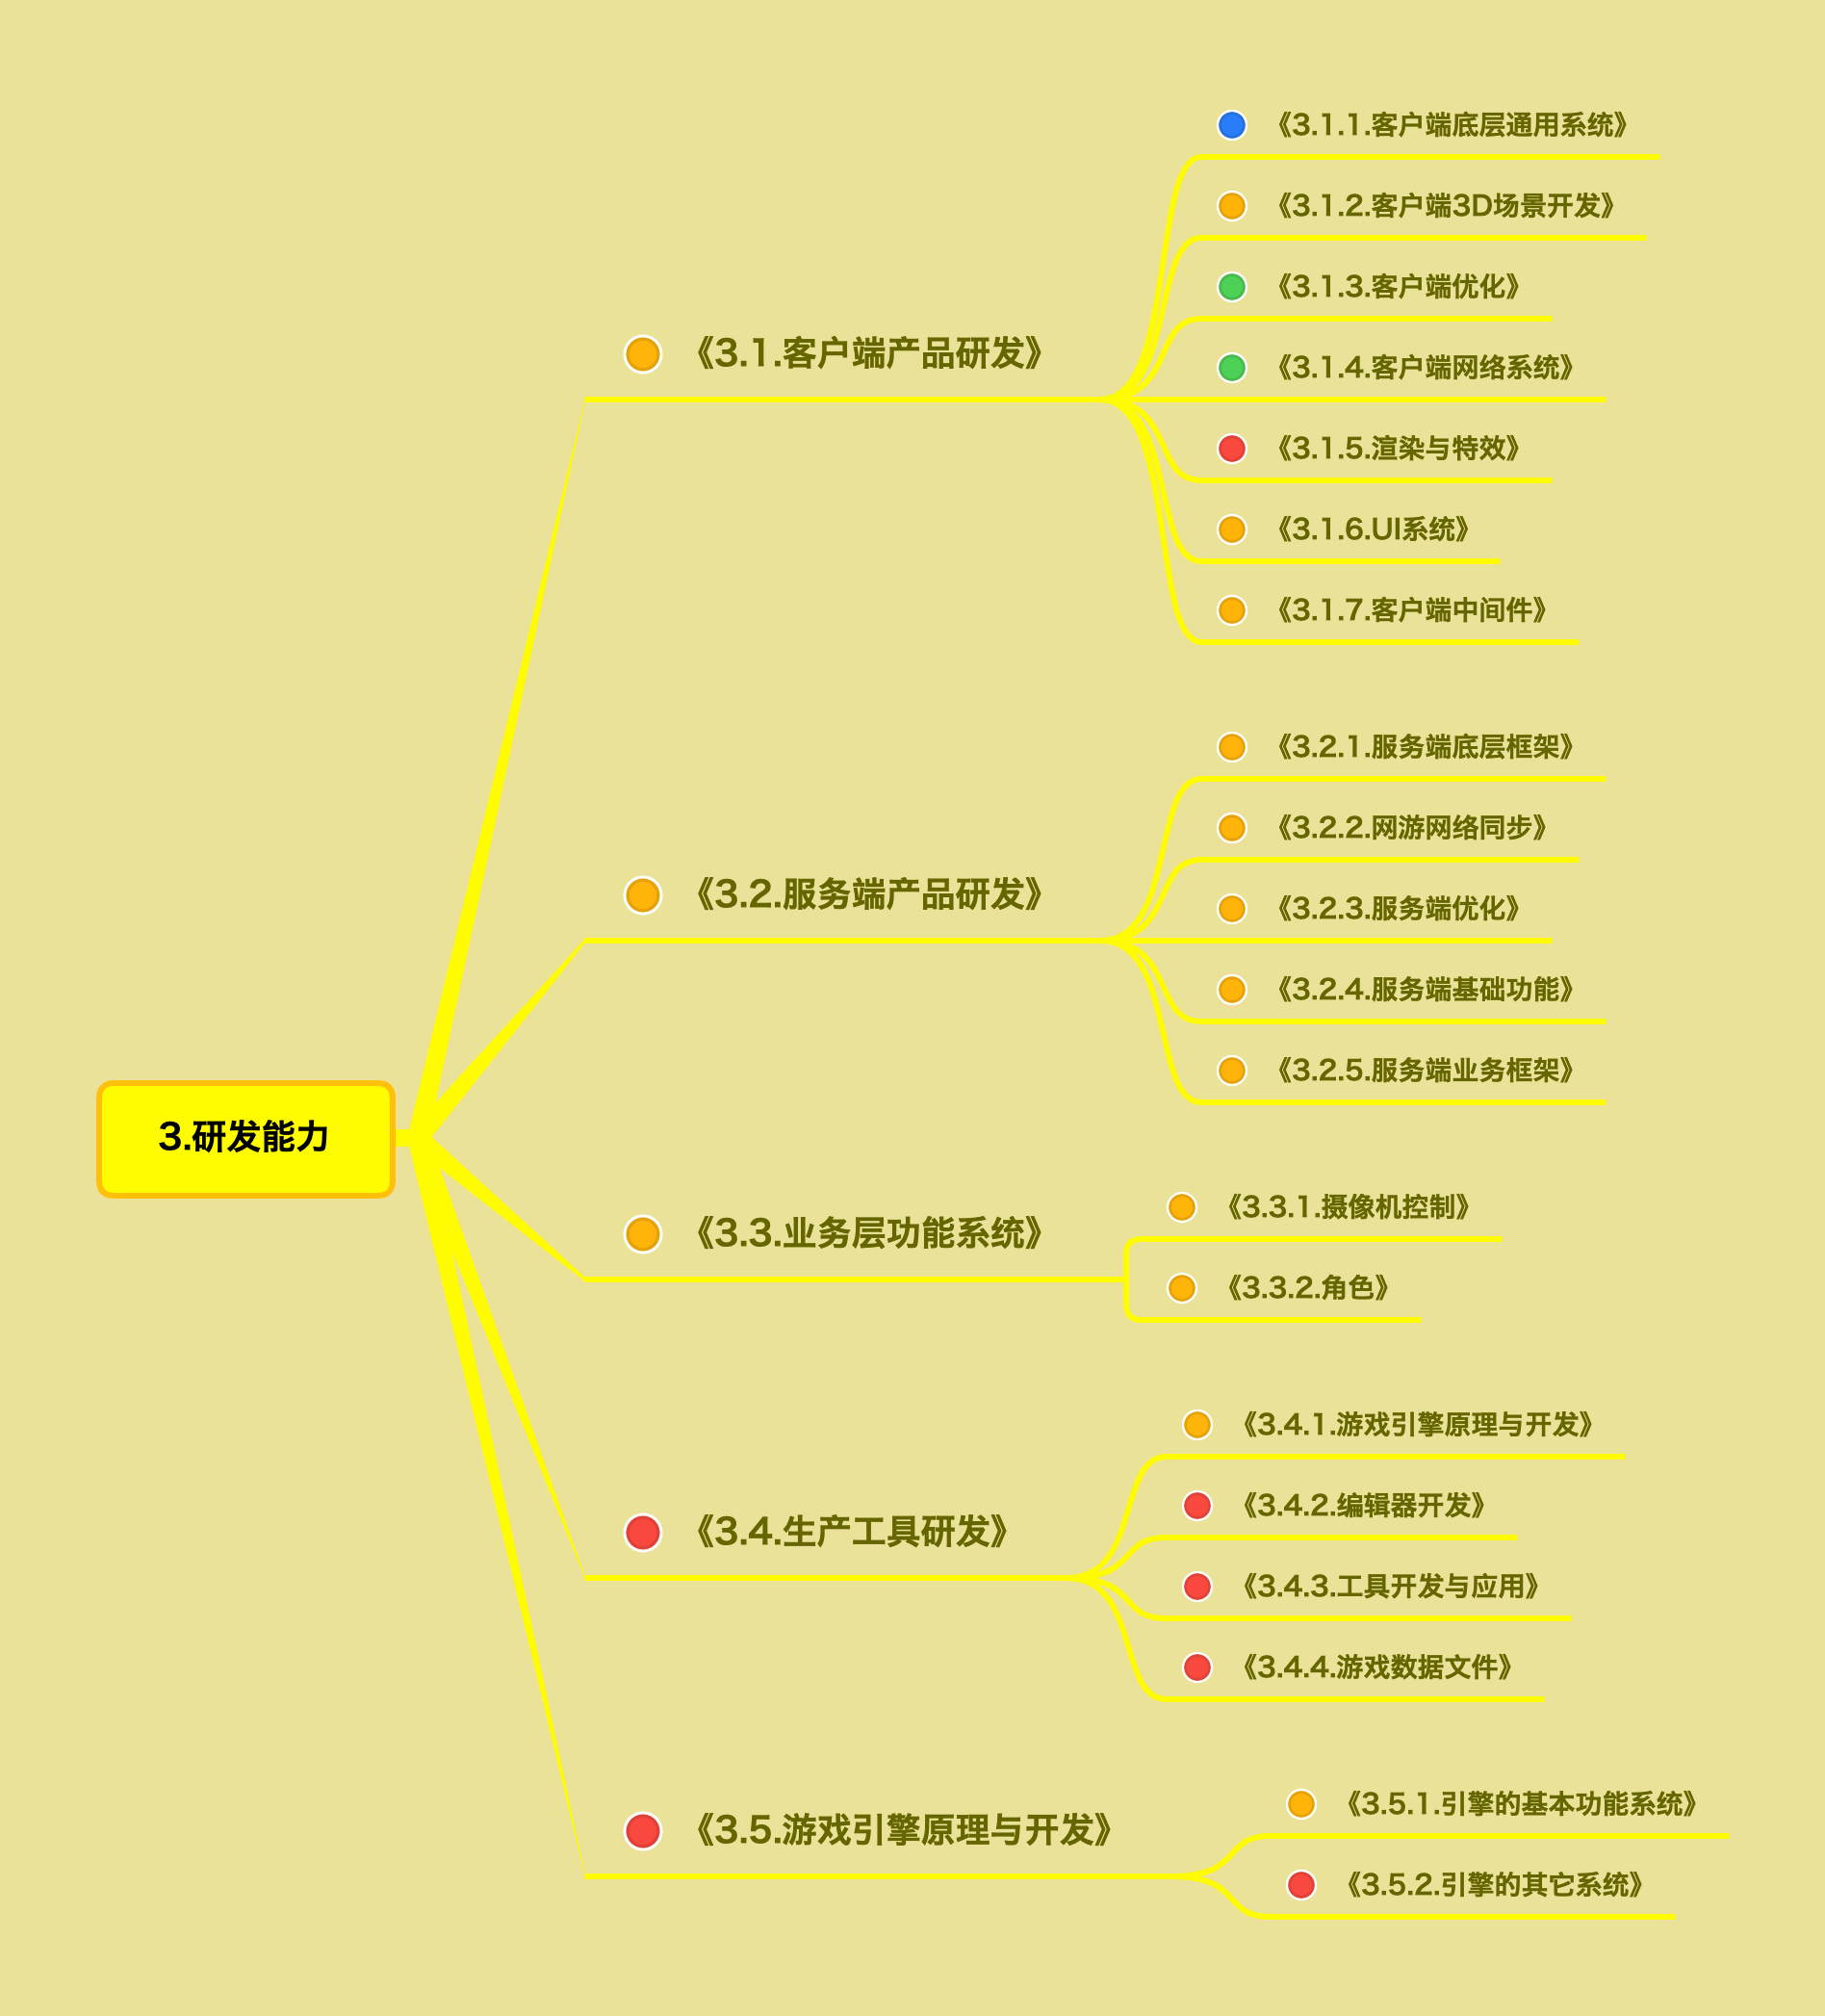 3.研发能力
《3.1.客户端产品研发》
《3.1.1.客户端底层通用系统》
《3.1.2.客户端3D场景开发》
《3.1.3.客户端优化》
《3.1.4.客户端网络系统》
《3.1.5.渲染与特效》
《3.1.6.UI系统》
《3.1.7.客户端中间件》
《3.2.服务端产品研发》
《3.2.1.服务端底层框架》
《3.2.2.网游网络同步》
《3.2.3.服务端优化》
《3.2.4.服务端基础功能》
《3.2.5.服务端业务框架》
《3.3.业务层功能系统》
《3.3.1.摄像机控制》
《3.3.2.角色》
《3.4.生产工具研发》
《3.4.1.游戏引擎原理与开发》
《3.4.2.编辑器开发》
《3.4.3.工具开发与应用》
《3.4.4.游戏数据文件》
《3.5.游戏引擎原理与开发》
《3.5.1.引擎的基本功能系统》
《3.5.2.引擎的其它系统》